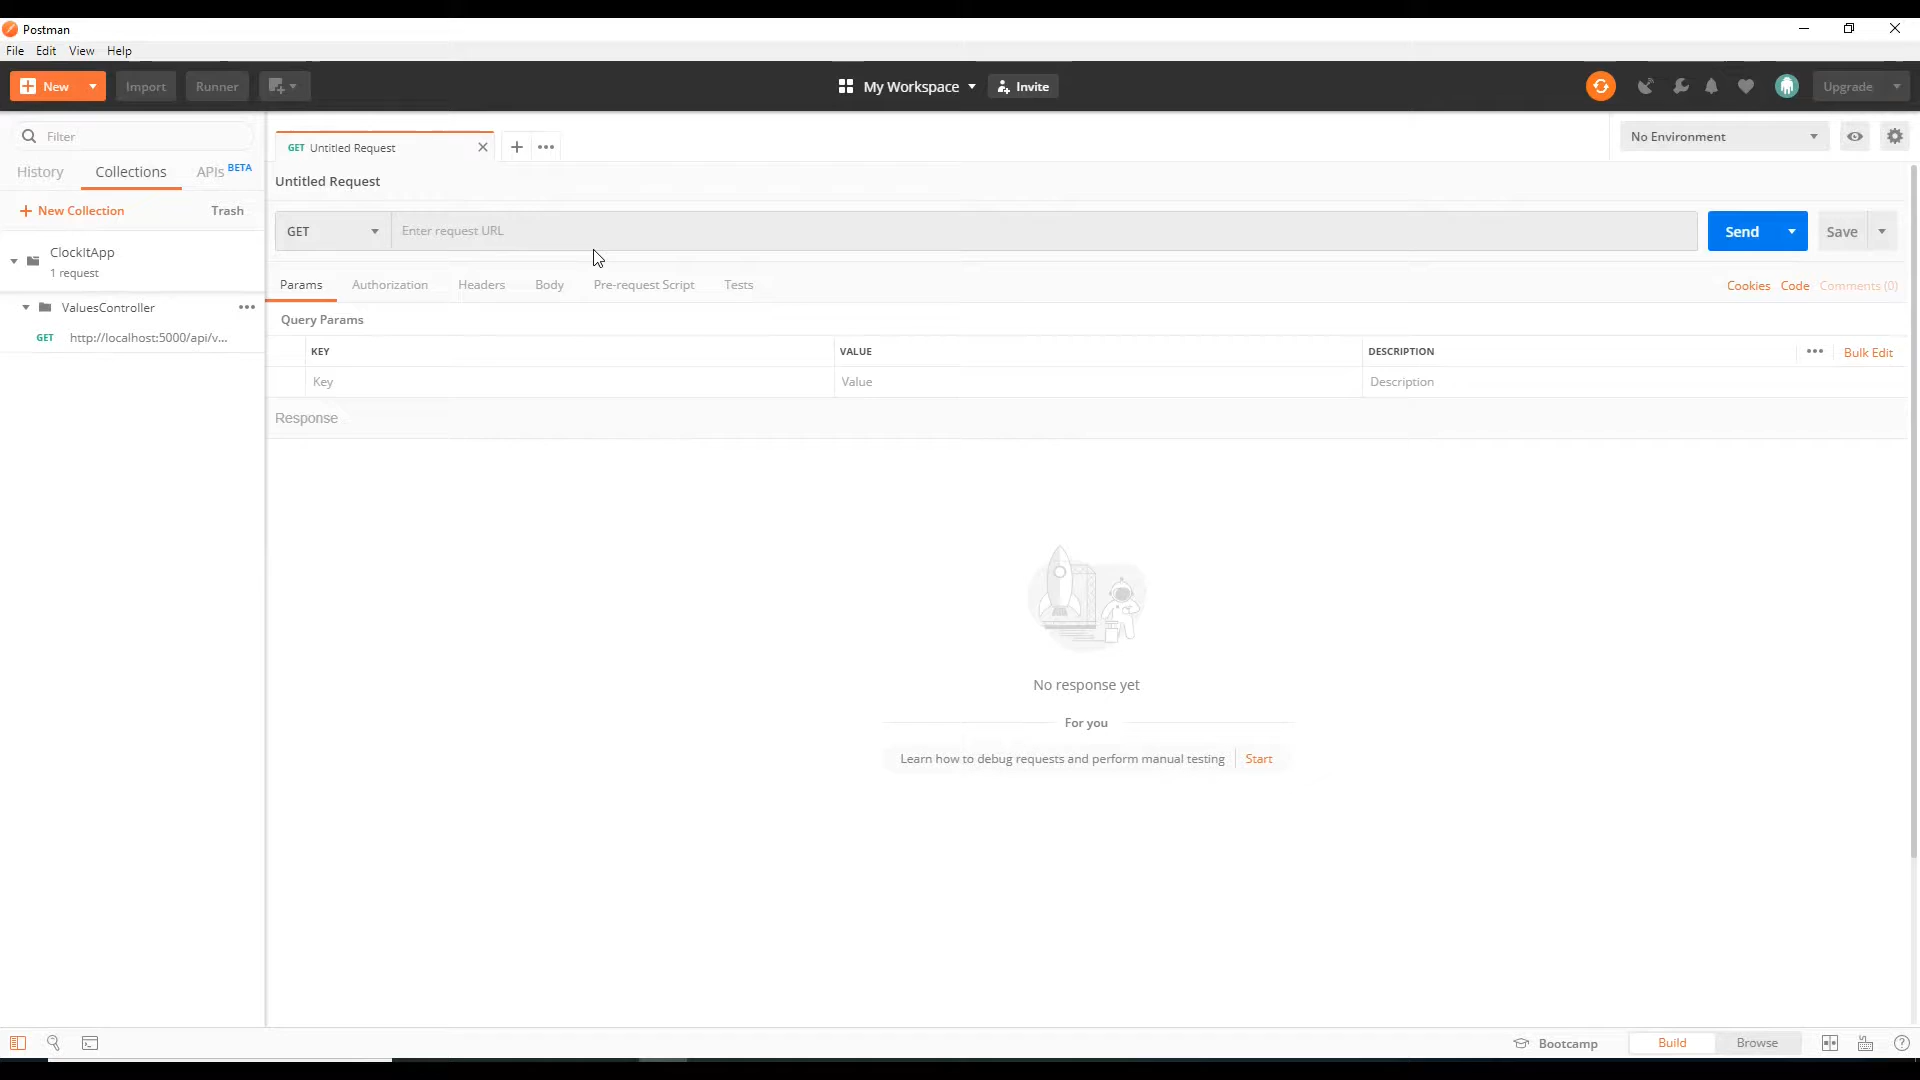 Postman
File Edit View Help
New Import Runner My Workspace Invite Upgrade
Filter
History Collections APIs BETA
New Collection Trash
ClockItApp
1 request
ValuesController
GET http://localhost:5000/api/v...
GET Untitled Request
No Environment
Untitled Request
GET Enter request URL Send Save
Params Authorization Headers Body Pre-request Script Tests Cookies Code Comments (0)
Query Params
KEY VALUE DESCRIPTION Bulk Edit
Key Value Description
Response
No response yet
For you
Learn how to debug requests and perform manual testing Start
Bootcamp Build Browse